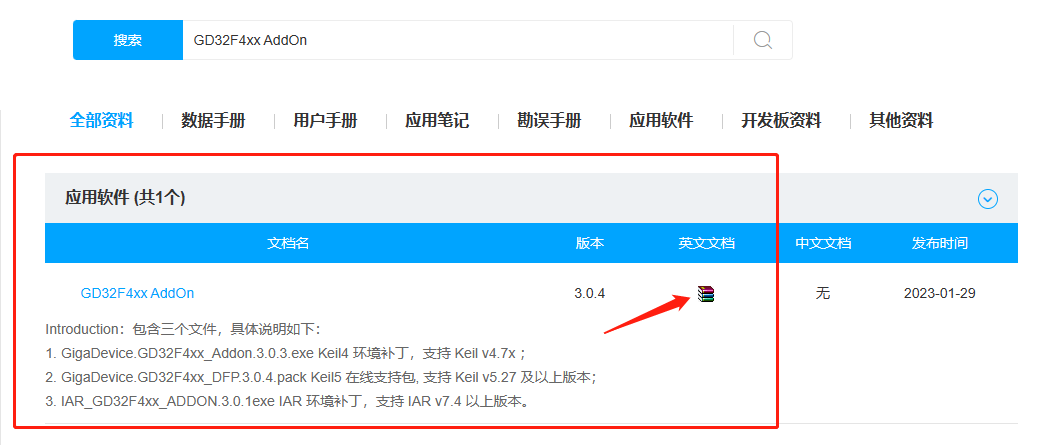 搜索 GD32F4xx AddOn
全部资料 数据手册 用户手册 应用笔记 勘误手册 应用软件 开发板资料 其他资料
应用软件 (共1个)
文档名 版本 英文文档 中文文档 发布时间
GD32F4xx AddOn 3.0.4 无 2023-01-29
Introduction：包含三个文件，具体说明如下：
1. GigaDevice.GD32F4xx_Addon.3.0.3.exe Keil4 环境补丁，支持 Keil v4.7x ；
2. GigaDevice.GD32F4xx_DFP.3.0.4.pack Keil5 在线支持包, 支持 Keil v5.27 及以上版本；
3. IAR_GD32F4xx_ADDON.3.0.1exe IAR 环境补丁，支持 IAR v7.4 以上版本。